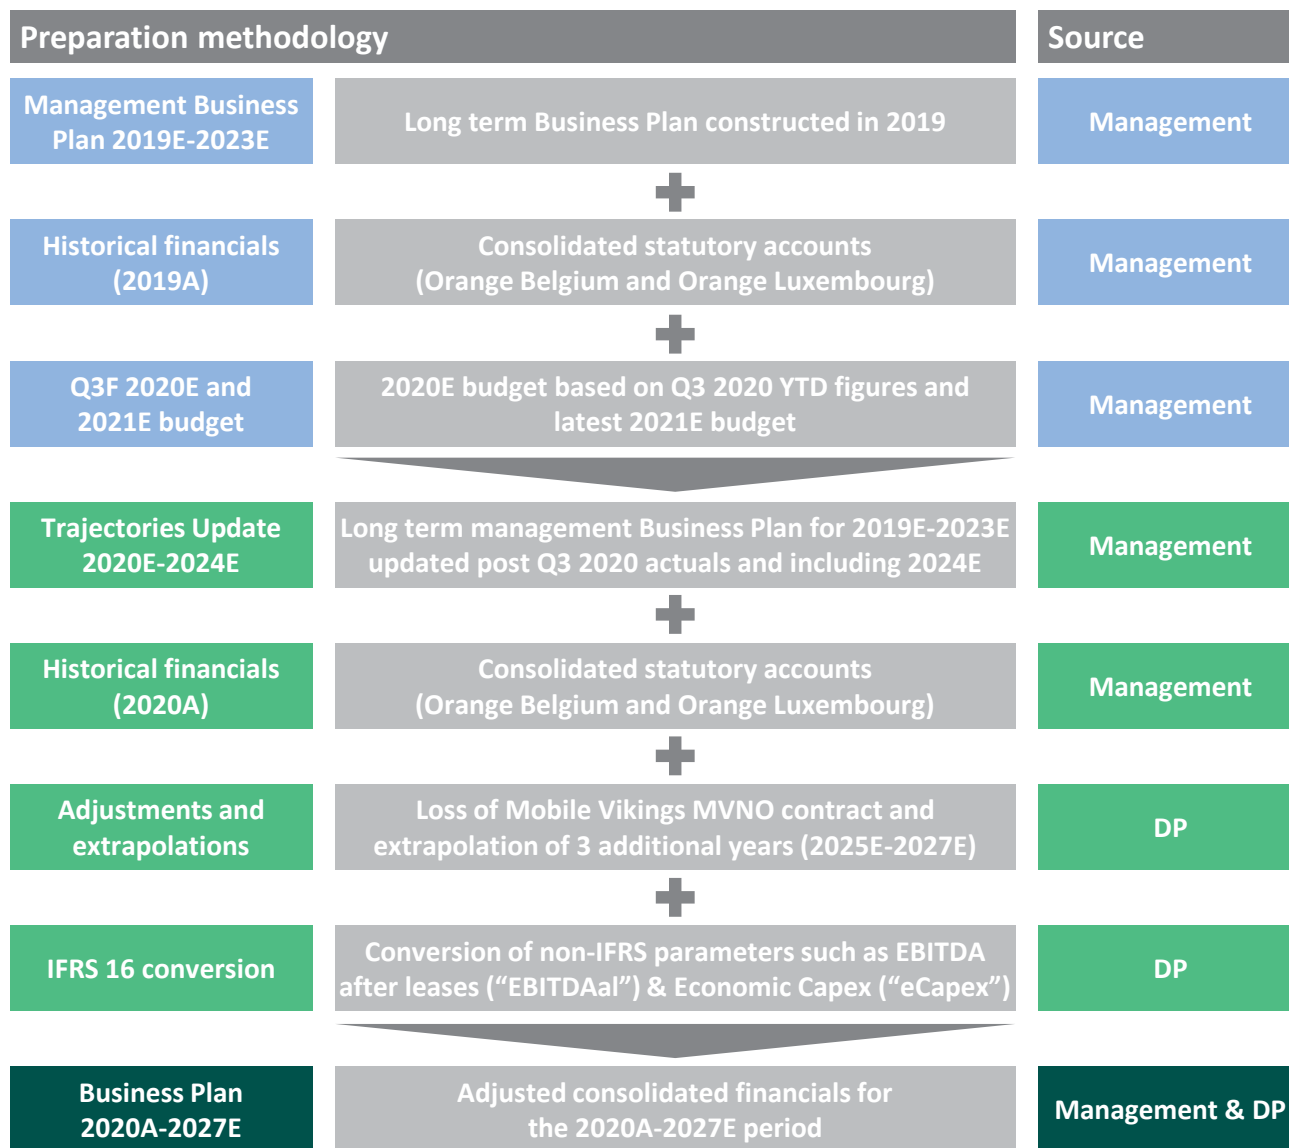 Preparation methodology
Source
Management Business
Plan 2019E-2023E
Long term Business Plan constructed in 2019
Management
Historical financials
(2019A)
Consolidated statutory accounts
(Orange Belgium and Orange Luxembourg)
Management
Q3F 2020E and
2021E budget
2020E budget based on Q3 2020 YTD figures and
latest 2021E budget
Management
Trajectories Update
2020E-2024E
Long term management Business Plan for 2019E-2023E
updated post Q3 2020 actuals and including 2024E
Management
Historical financials
(2020A)
Consolidated statutory accounts
(Orange Belgium and Orange Luxembourg)
Management
Adjustments and
extrapolations
Loss of Mobile Vikings MVNO contract and
extrapolation of 3 additional years (2025E-2027E)
DP
IFRS 16 conversion
Conversion of non-IFRS parameters such as EBITDA
after leases (“EBITDAal”) & Economic Capex (“eCapex”)
DP
Business Plan
2020A-2027E
Adjusted consolidated financials for
the 2020A-2027E period
Management & DP